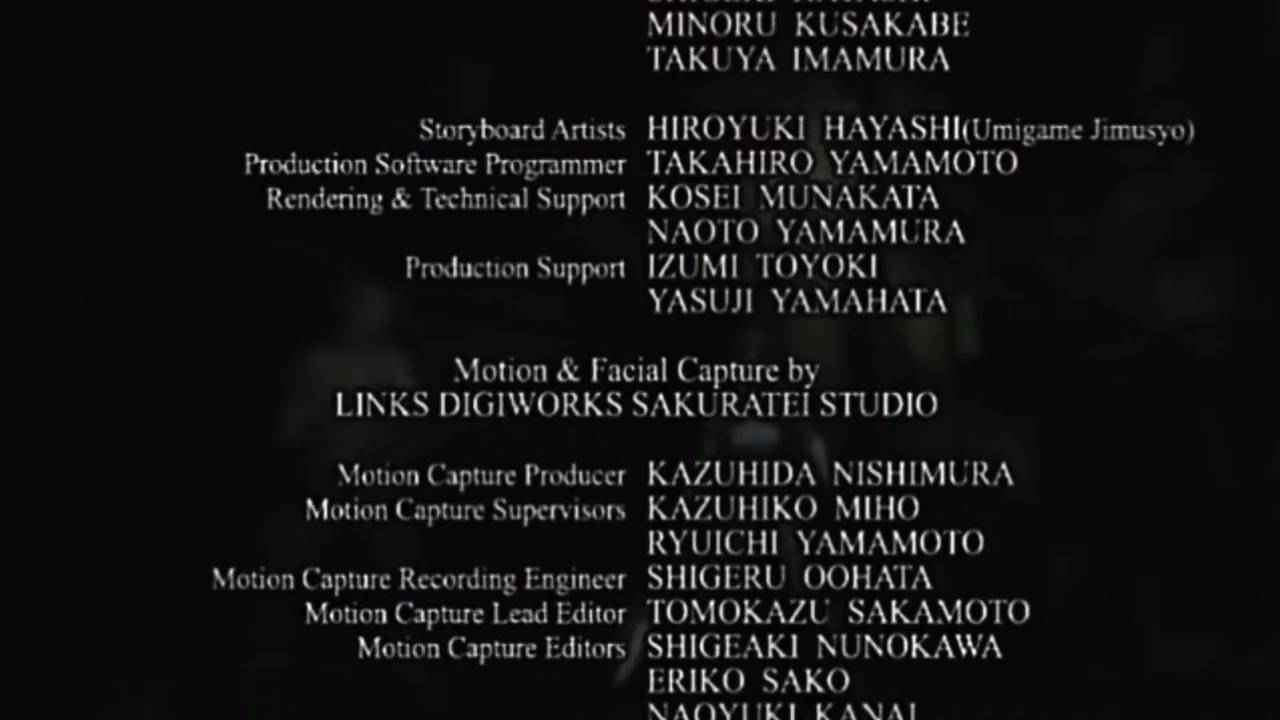 MINORU KUSAKABE
TAKUYA IMAMURA
Storyboard Artists HIROYUKI HAYASHI(Umigame Jimusyo)
Production Software Programmer TAKAHIRO YAMAMOTO
Rendering & Technical Support KOSEI MUNAKATA
NAOTO YAMAMURA
Production Support IZUMI TOYOKI
YASUJI YAMAHATA
Motion & Facial Capture by
LINKS DIGIWORKS SAKURATEI STUDIO
Motion Capture Producer KAZUHIDA NISHIMURA
Motion Capture Supervisors KAZUHIKO MIHO
RYUICHI YAMAMOTO
Motion Capture Recording Engineer SHIGERU OOHATA
Motion Capture Lead Editor TOMOKAZU SAKAMOTO
Motion Capture Editors SHIGEAKI NUNOKAWA
ERIKO SAKO
NAOYUKI KANAI